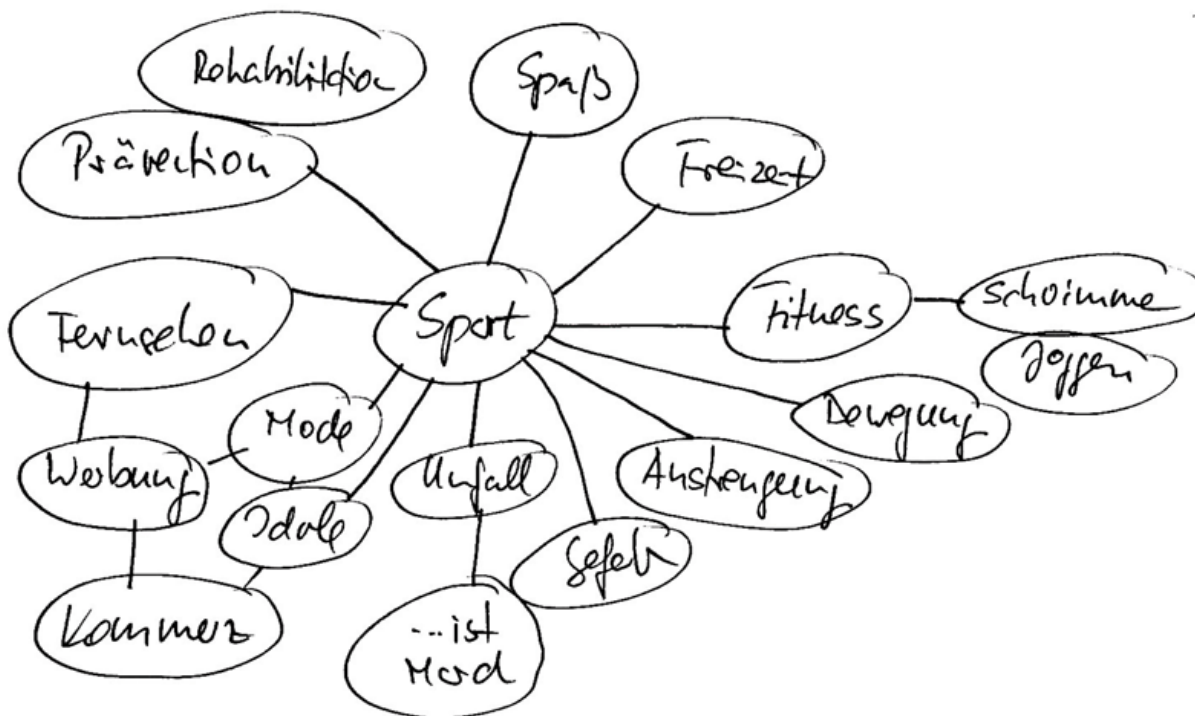 Rehabilitation
Spaß
Prävention
Freizeit
Fernsehen
Sport
Fitness
Schwimmen
Joggen
Mode
Bewegung
Werbung
Unfall
Anstrengung
Idole
Gefahr
Kommerz
...ist
Mord